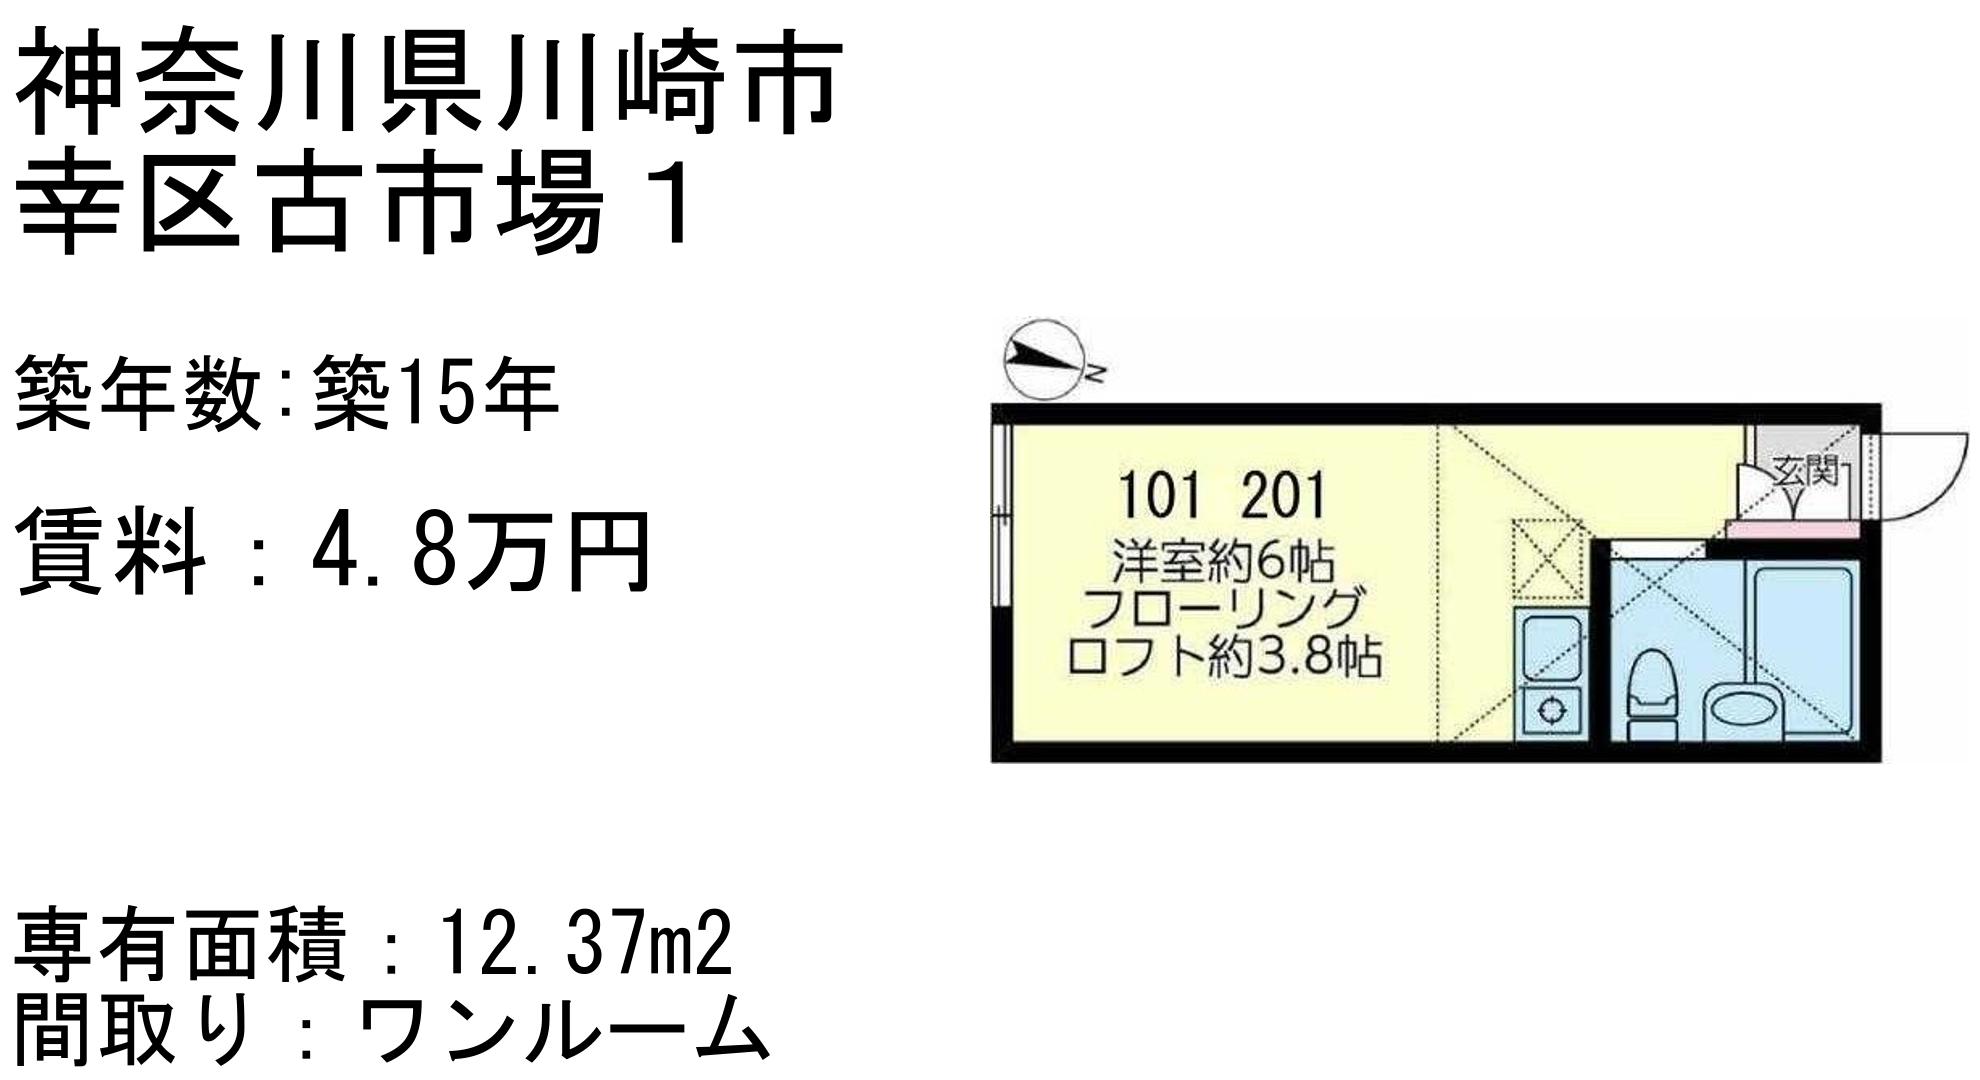 神奈川県川崎市
幸区古市場１
築年数:築15年
賃料：4.8万円
N
玄関
101 201
洋室約6帖
フローリング
ロフト約3.8帖
専有面積：12.37m2
間取り：ワンルーム